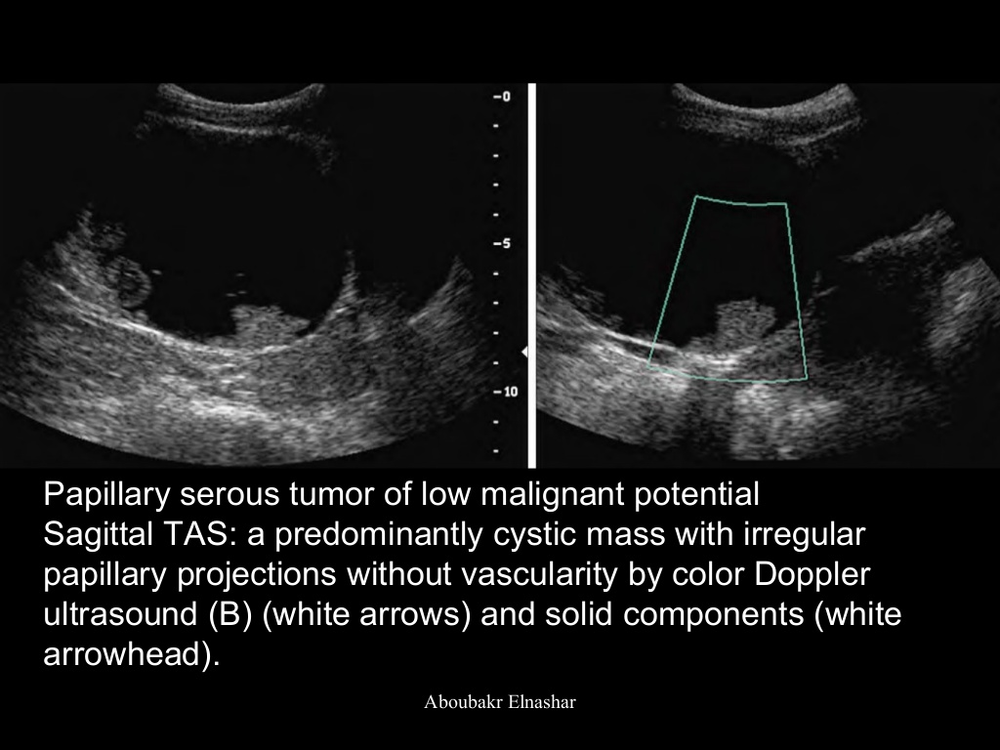 -0
-5
-10
Papillary serous tumor of low malignant potential
Sagittal TAS: a predominantly cystic mass with irregular
papillary projections without vascularity by color Doppler
ultrasound (B) (white arrows) and solid components (white
arrowhead).
Aboubakr Elnashar